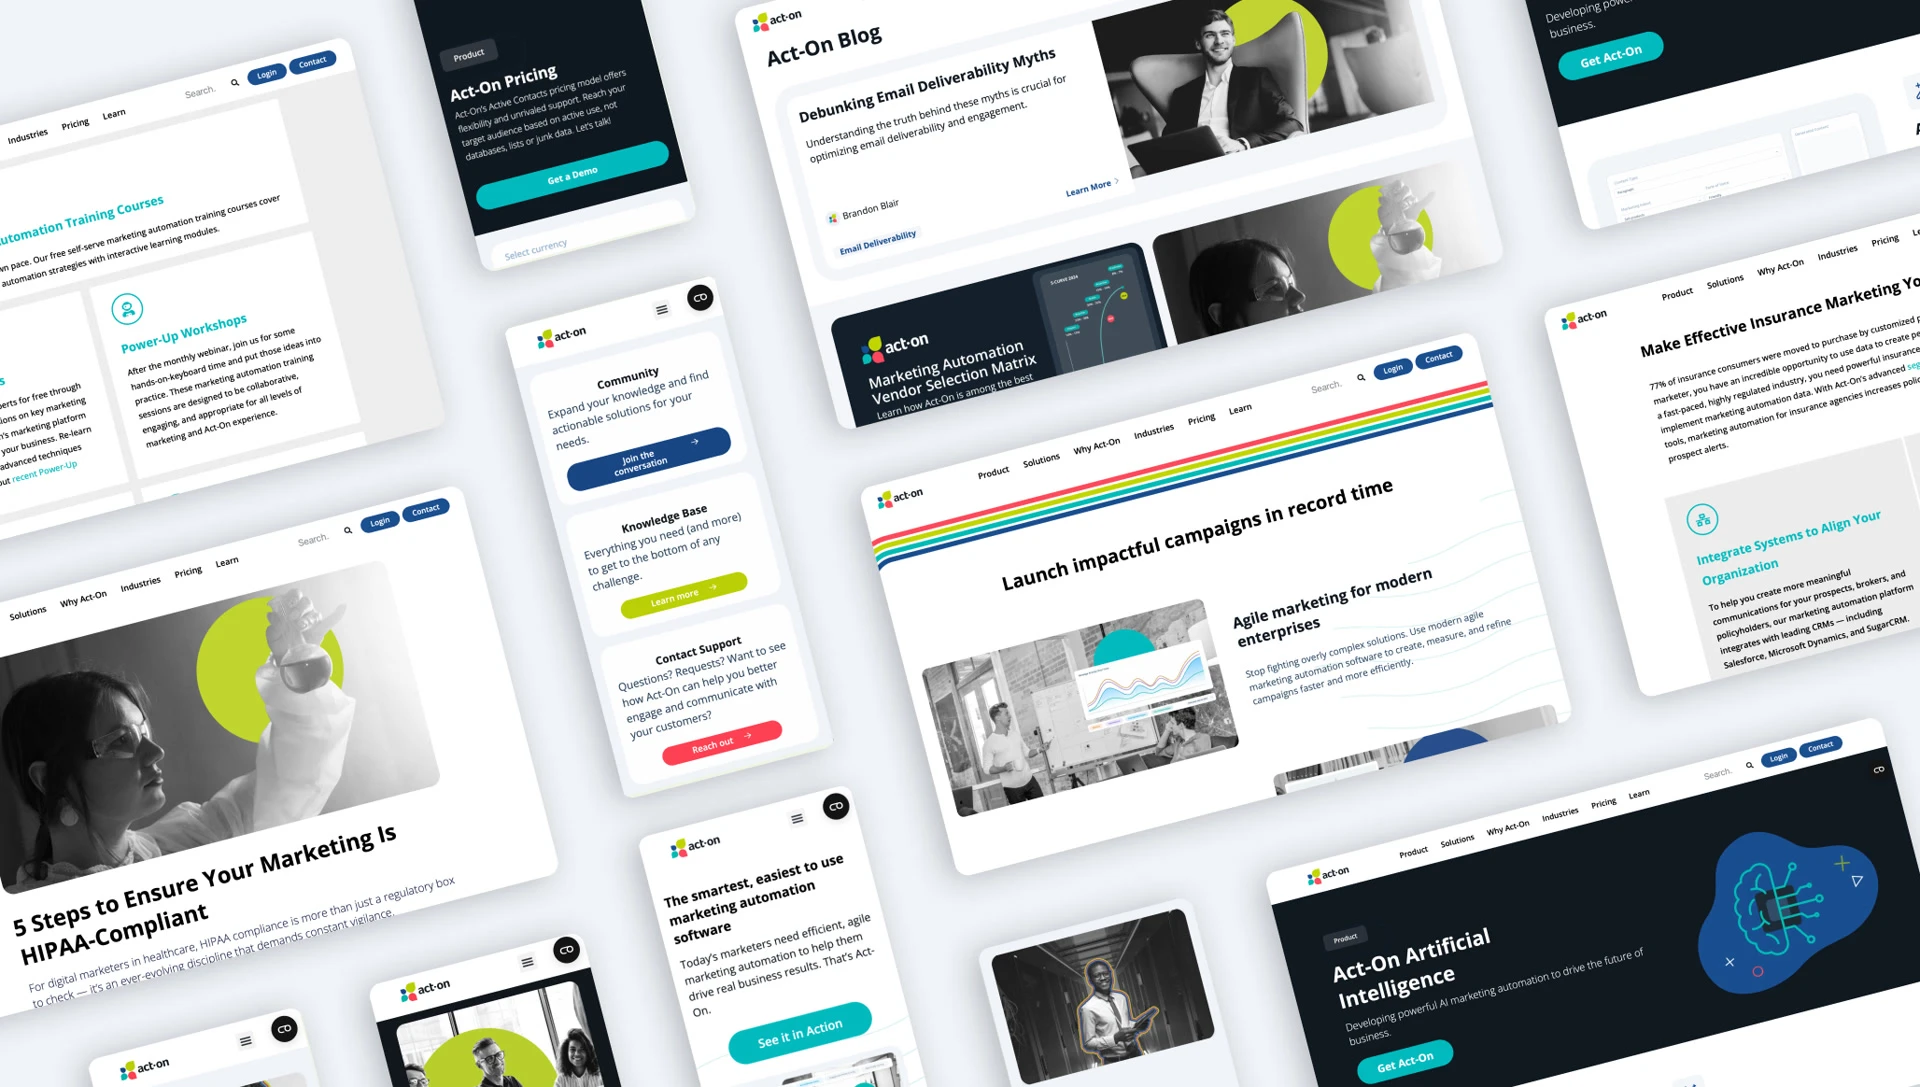 Search.
Login
Contact
Industries
Pricing
Learn
utomation Training Courses
wn pace. Our free self-serve marketing automation training courses cover
automation strategies with interactive learning modules.
Power-Up Workshops
After the monthly webinar, join us for some
hands-on-keyboard time and put those ideas into
practice. These marketing automation training
sessions are designed to be collaborative,
engaging, and appropriate for all levels of
marketing and Act-On experience.
s
perts for free through
ions on key marketing
n's marketing platform
your business. Re-learn
advanced techniques
out recent Power-Up
Product
Act-On Pricing
Act-On's Active Contacts pricing model offers
flexibility and unrivaled support. Reach your
target audience based on active use, not
databases, lists or junk data. Let's talk!
Get a Demo
Select currency
act-on
Act-On Blog
Debunking Email Deliverability Myths
Understanding the truth behind these myths is crucial for
optimizing email deliverability and engagement.
Brandon Blair
Learn More
Email Deliverability
act-on
Marketing Automation
Vendor Selection Matrix
Learn how Act-On is among the best
S-CURVE 2024
Developing pow
business.
Get Act-On
act-on
Community
Expand your knowledge and find
actionable solutions for your
needs.
Join the
conversation
Knowledge Base
Everything you need (and more)
to get to the bottom of any
challenge.
Learn more
Contact Support
Questions? Requests? Want to see
how Act-On can help you better
engage and communicate with
your customers?
Reach out
Search.
Login
Contact
act-on
Product
Solutions
Why Act-On
Industries
Pricing
Learn
Launch impactful campaigns in record time
Agile marketing for modern
enterprises
Stop fighting overly complex solutions. Use modern agile
marketing automation software to create, measure, and refine
campaigns faster and more efficiently.
act-on
Product
Solutions
Why Act-On
Industries
Pricing
Le
Make Effective Insurance Marketing Yo
77% of insurance consumers were moved to purchase by customized p
marketer, you have an incredible opportunity to use data to create pe
a fast-paced, highly regulated industry, you need powerful insurance
implement marketing automation data. With Act-On's advanced seg
tools, marketing automation for insurance agencies increases polic
prospect alerts.
Integrate Systems to Align Your
Organization
To help you create more meaningful
communications for your prospects, brokers, and
policyholders, our marketing automation platform
integrates with leading CRMs — including
Salesforce, Microsoft Dynamics, and SugarCRM.
Search.
Login
Contact
Solutions
Why Act-On
Industries
Pricing
Learn
5 Steps to Ensure Your Marketing Is
HIPAA-Compliant
For digital marketers in healthcare, HIPAA compliance is more than just a regulatory box
to check — it's an ever-evolving discipline that demands constant vigilance.
act-on
act-on
act-on
The smartest, easiest to use
marketing automation
software
Today's marketers need efficient, agile
marketing automation to help them
drive real business results. That's Act-
On.
See it in Action
Search.
Login
Contact
act-on
Product
Solutions
Why Act-On
Industries
Pricing
Learn
Product
Act-On Artificial
Intelligence
Developing powerful AI marketing automation to drive the future of
business.
Get Act-On